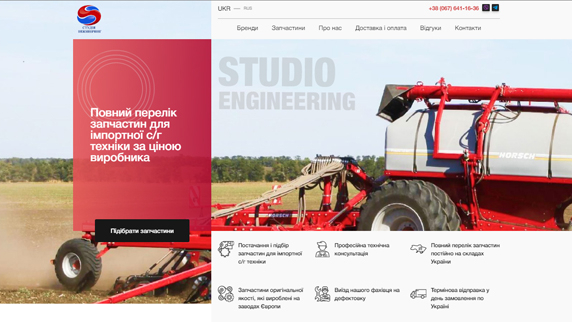 UKR — RUS
+38 (067) 641-16-36
Бренди Запчастини Про нас Доставка і оплата Відгуки Контакти
STUDIO
ENGINEERING
Повний перелік
запчастин для
імпортної с/г
техніки за ціною
виробника
Підібрати запчастини
HORSCH
HORSCH
Постачання і підбір
запчастин для імпортної
с/г техніки
Професійна технічна
консультація
Повний перелік запчастин
постійно на складах
України
Запчастини оригінальної
якості, які вироблені на
заводах Європи
Виїзд нашого фахівця на
дефектовку
Термінова відправка у
день замовлення по
Україні